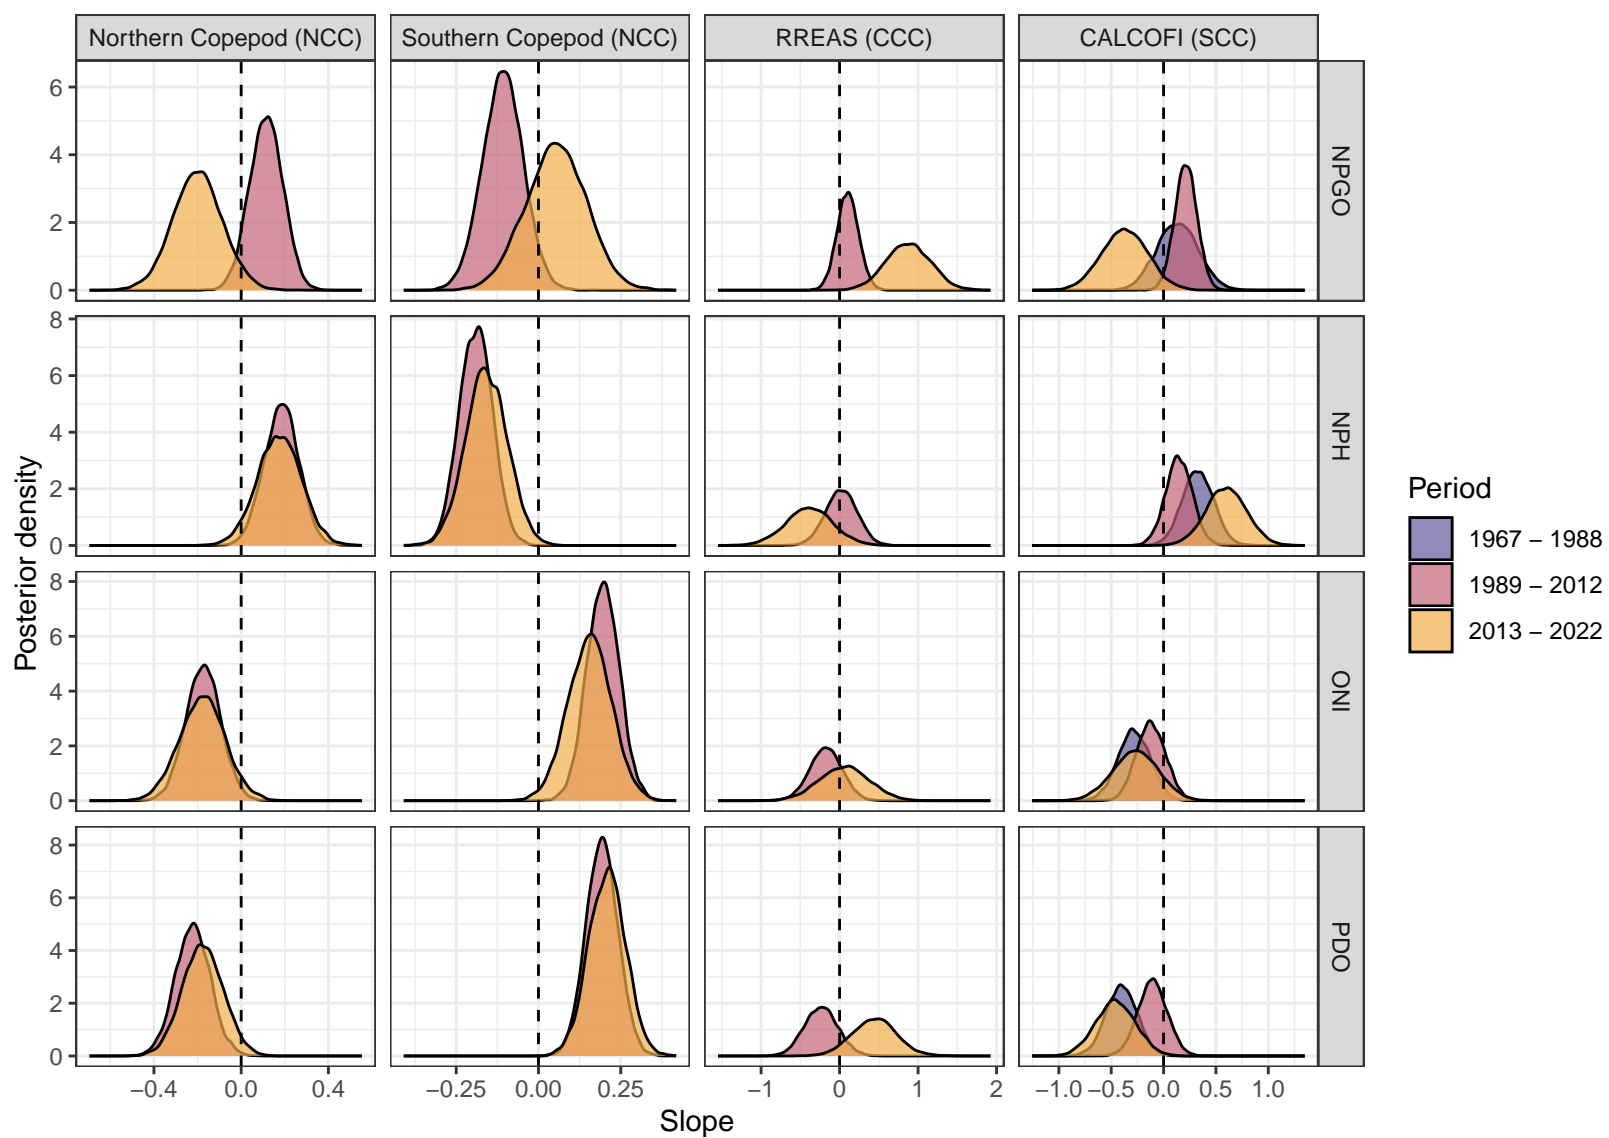 Northern Copepod (NCC) Southern Copepod (NCC) RREAS (CCC) CALCOFI (SCC)
6
4
2
0
NPGO
8
6
4
2
0
NPH
8
6
4
2
0
ONI
8
6
4
2
0
PDO
Posterior density
−0.4 0.0 0.4 −0.25 0.00 0.25 −1 0 1 2 −1.0 −0.5 0.0 0.5 1.0
Slope
Period
1967 − 1988
1989 − 2012
2013 − 2022